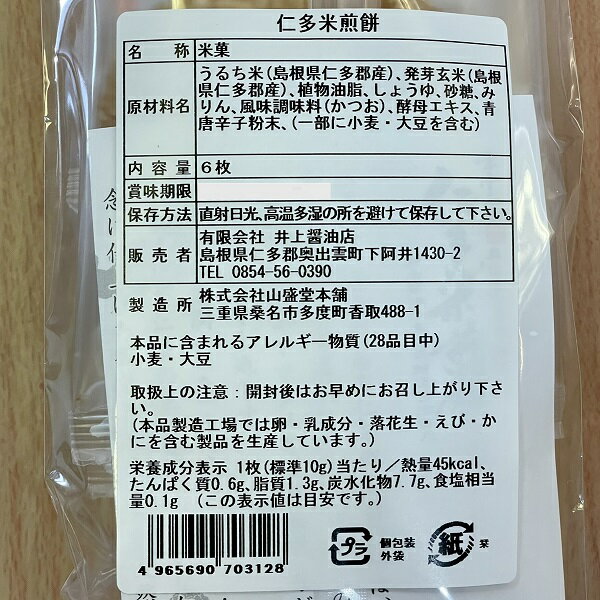 仁多米煎餅
名称 米菓
原材料名 うるち米(島根県仁多郡産)、発芽玄米(島
根県仁多郡産)、植物油脂、しょうゆ、砂糖、み
りん、風味調味料(かつお)、酵母エキス、青
唐辛子粉末、(一部に小麦・大豆を含む)
内容量 6枚
賞味期限
保存方法 直射日光、高温多湿の所を避けて保存して下さい。
販売者 有限会社 井上醤油店
島根県仁多郡奥出雲町下阿井1430-2
TEL 0854-56-0390
製造所 株式会社山盛堂本舗
三重県桑名市多度町香取488-1
本品に含まれるアレルギー物質(28品目中)
小麦・大豆
取扱上の注意:開封後はお早めにお召し上がり下さ
い。
(本品製造工場では卵・乳成分・落花生・えび・か
にを含む製品を生産しています。)
栄養成分表示 1枚(標準10g)当たり/熱量45kcal、
たんぱく質0.6g、脂質1.3g、炭水化物7.7g、食塩相当
量0.1g (この表示値は目安です。)
4 965690 703128
プラ
個包装
外袋
紙
栞